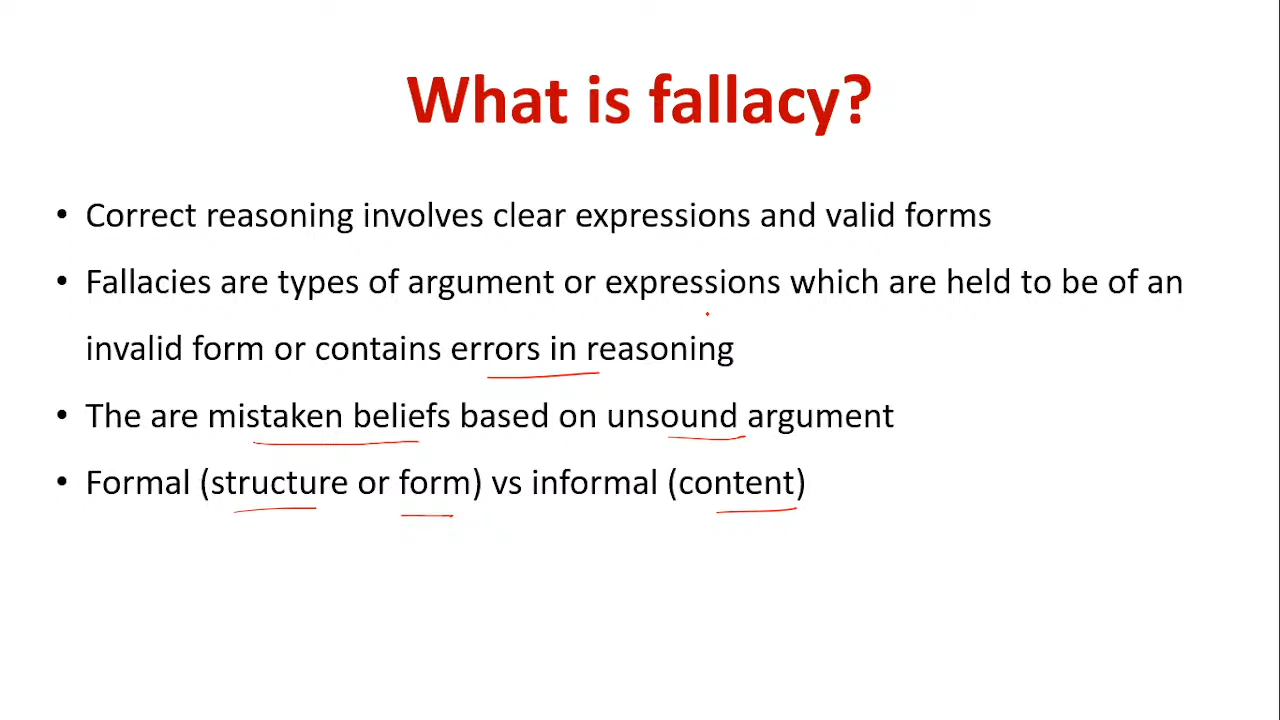 What is fallacy?
• Correct reasoning involves clear expressions and valid forms
• Fallacies are types of argument or expressions which are held to be of an
invalid form or contains errors in reasoning
• The are mistaken beliefs based on unsound argument
• Formal (structure or form) vs informal (content)